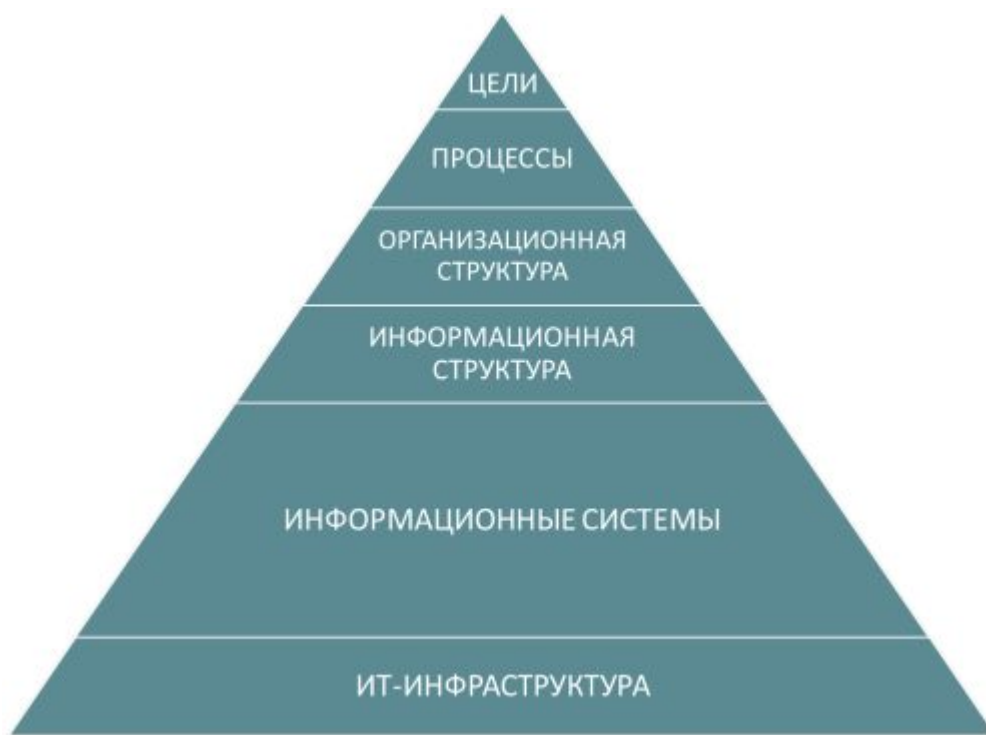 ЦЕЛИ
ПРОЦЕССЫ
ОРГАНИЗАЦИОННАЯ
СТРУКТУРА
ИНФОРМАЦИОННАЯ
СТРУКТУРА
ИНФОРМАЦИОННЫЕ СИСТЕМЫ
ИТ-ИНФРАСТРУКТУРА